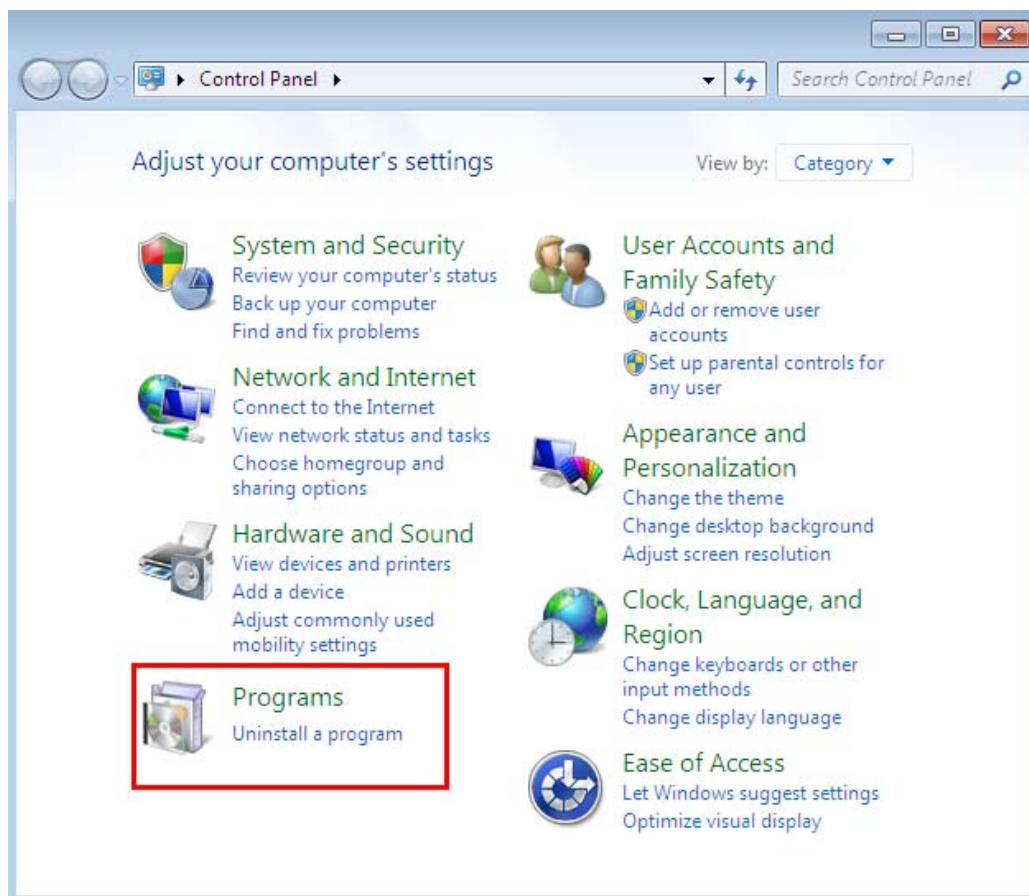 Control Panel
Search Control Panel
Adjust your computer's settings
View by: Category
System and Security
Review your computer's status
Back up your computer
Find and fix problems
Network and Internet
Connect to the Internet
View network status and tasks
Choose homegroup and
sharing options
Hardware and Sound
View devices and printers
Add a device
Adjust commonly used
mobility settings
Programs
Uninstall a program
User Accounts and
Family Safety
Add or remove user
accounts
Set up parental controls for
any user
Appearance and
Personalization
Change the theme
Change desktop background
Adjust screen resolution
Clock, Language, and
Region
Change keyboards or other
input methods
Change display language
Ease of Access
Let Windows suggest settings
Optimize visual display